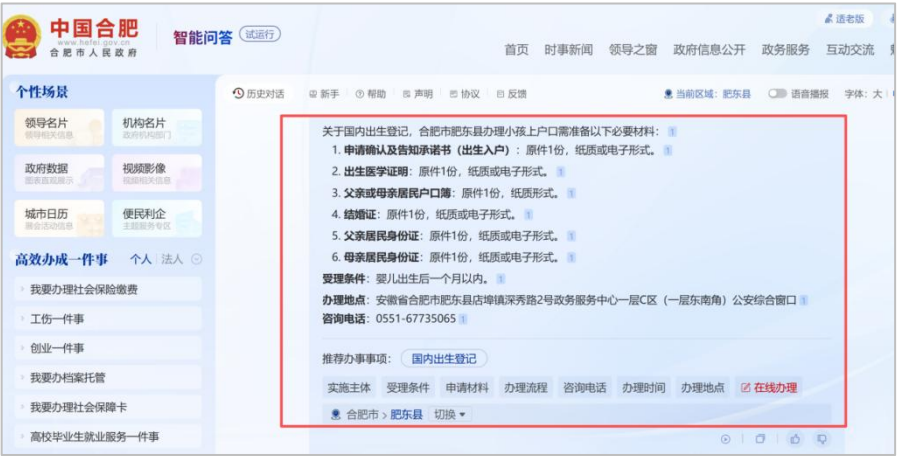 中国合肥
www.hefei.gov.cn
合肥市人民政府
智能问答 试运行
适老版
首页 时事新闻 领导之窗 政府信息公开 政务服务 互动交流
个性场景
历史对话 新手 帮助 声明 协议 反馈 当前区域：肥东县 语音播报 字体：大
领导名片 机构名片
领导相关信息 政府机构部门
政府数据 视频影像
图表直观展示 视频相关信息
城市日历 便民利企
展会活动信息 主题服务专区
高效办成一件事 个人 法人
我要办理社会保险缴费
工伤一件事
创业一件事
我要办档案托管
我要办理社会保障卡
高校毕业生就业服务一件事
关于国内出生登记，合肥市肥东县办理小孩上户口需准备以下必要材料： 1
1. 申请确认及告知承诺书（出生入户）：原件1份，纸质或电子形式。 1
2. 出生医学证明：原件1份，纸质或电子形式。 1
3. 父亲或母亲居民户口簿：原件1份，纸质形式。 1
4. 结婚证：原件1份，纸质或电子形式。 1
5. 父亲居民身份证：原件1份，纸质或电子形式。 1
6. 母亲居民身份证：原件1份，纸质或电子形式。 1
受理条件：婴儿出生后一个月以内。 1
办理地点：安徽省合肥市肥东县店埠镇深秀路2号政务服务中心一层C区（一层东南角）公安综合窗口 1
咨询电话：0551-67735065 1
推荐办事事项： 国内出生登记
实施主体 受理条件 申请材料 办理流程 咨询电话 办理时间 办理地点 在线办理
合肥市 > 肥东县 切换